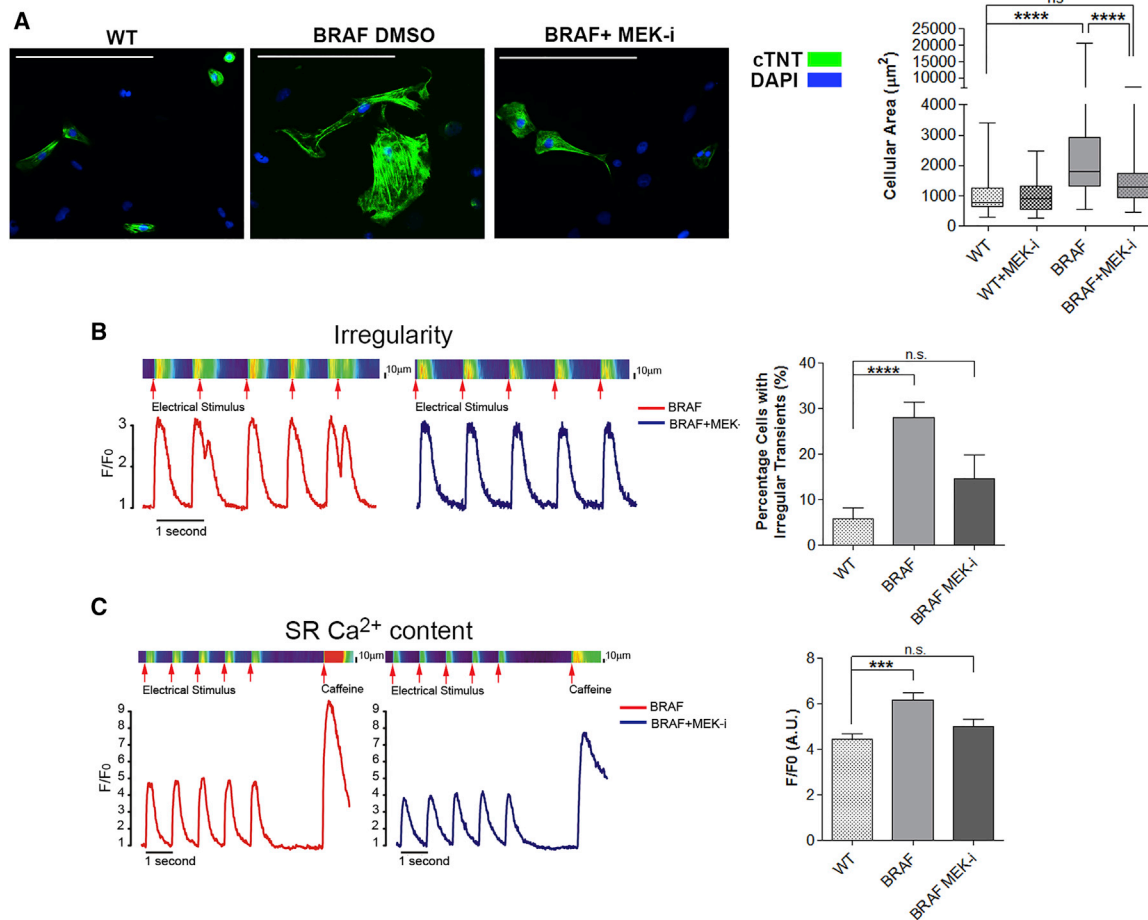 A
WT
BRAF DMSO
BRAF+ MEK-i
cTNT
DAPI
ns
****
****
Cellular Area (μm²)
25000
20000
15000
10000
4000
3000
2000
1000
0
WT
WT+MEK-i
BRAF
BRAF+MEK-i
B
Irregularity
10μm
10μm
Electrical Stimulus
Electrical Stimulus
BRAF
BRAF+MEK-
F/F0
3
2
1
1 second
Percentage Cells with
Irregular Transients (%)
n.s.
****
40
30
20
10
0
WT
BRAF
BRAF MEK-i
C
SR Ca2+ content
10μm
10μm
Electrical Stimulus
Caffeine
Electrical Stimulus
Caffeine
BRAF
BRAF+MEK-i
F/F0
9
8
7
6
5
4
3
2
1
1 second
F/F0
9
8
7
6
5
4
3
2
1
1 second
F/F0 (A.U.)
n.s.
***
8
6
4
2
0
WT
BRAF
BRAF MEK-i